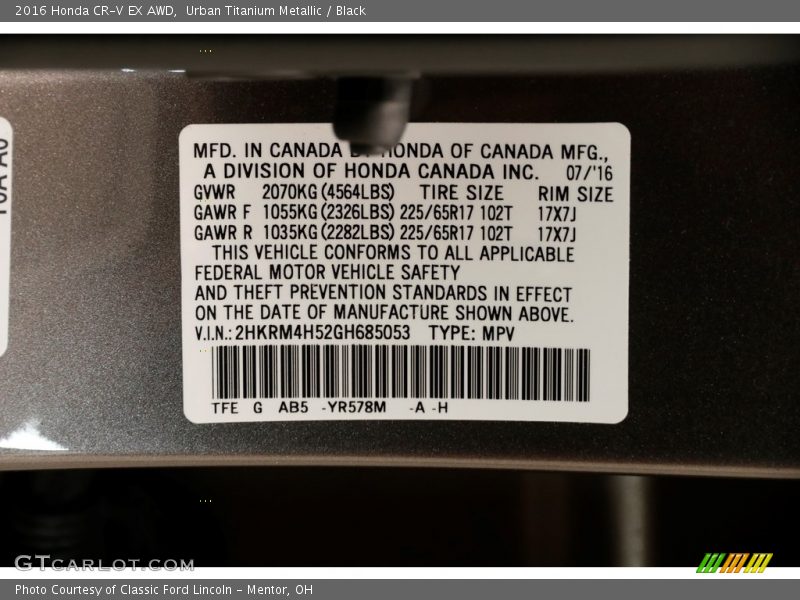 2016 Honda CR-V EX AWD, Urban Titanium Metallic / Black
MFD. IN CANADA BY HONDA OF CANADA MFG.,
A DIVISION OF HONDA CANADA INC. 07/'16
GVWR 2070KG (4564LBS) TIRE SIZE RIM SIZE
GAWR F 1055KG (2326LBS) 225/65R17 102T 17X7J
GAWR R 1035KG (2282LBS) 225/65R17 102T 17X7J
THIS VEHICLE CONFORMS TO ALL APPLICABLE
FEDERAL MOTOR VEHICLE SAFETY
AND THEFT PREVENTION STANDARDS IN EFFECT
ON THE DATE OF MANUFACTURE SHOWN ABOVE.
V.I.N.: 2HKRM4H52GH685053 TYPE: MPV
TFE G AB5 -YR578M -A -H
GTCARLOT.COM
Photo Courtesy of Classic Ford Lincoln - Mentor, OH